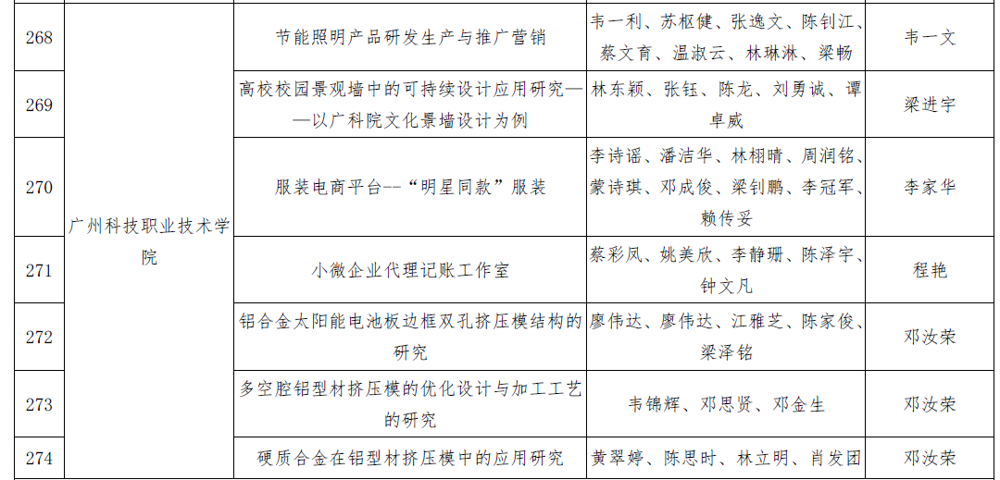 268
节能照明产品研发生产与推广营销
韦一利、苏枢健、张逸文、陈钊江、
蔡文育、温淑云、林琳淋、梁畅
韦一文
269
高校校园景观墙中的可持续设计应用研究—
—以广科院文化景墙设计为例
林东颖、张钰、陈龙、刘勇诚、谭
卓威
梁进宇
270
服装电商平台--“明星同款”服装
李诗谣、潘洁华、林栩晴、周润铭、
蒙诗琪、邓成俊、梁钊鹏、李冠军、
赖传妥
李家华
广州科技职业技术学
院
271
小微企业代理记账工作室
蔡彩凤、姚美欣、李静珊、陈泽宇、
钟文凡
程艳
272
铝合金太阳能电池板边框双孔挤压模结构的
研究
廖伟达、廖伟达、江雅芝、陈家俊、
梁泽铭
邓汝荣
273
多空腔铝型材挤压模的优化设计与加工工艺
的研究
韦锦辉、邓思贤、邓金生
邓汝荣
274
硬质合金在铝型材挤压模中的应用研究
黄翠婷、陈思时、林立明、肖发团
邓汝荣